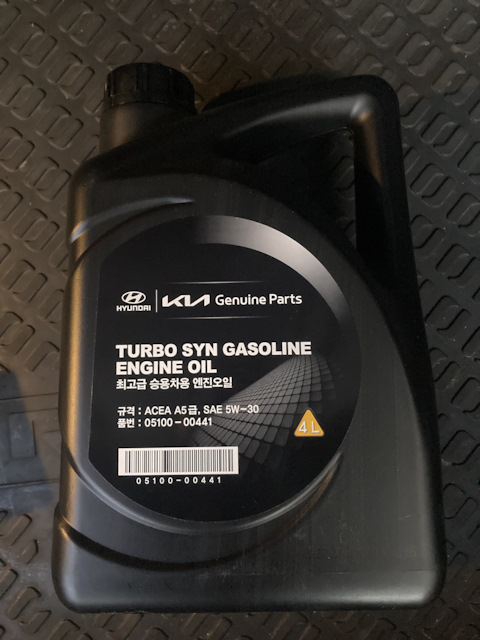 HYUNDAI KIA Genuine Parts
TURBO SYN GASOLINE
ENGINE OIL
최고급 승용차용 엔진오일
규격 : ACEA A5급, SAE 5W-30
품번 : 05100-00441
4L
05100-00441